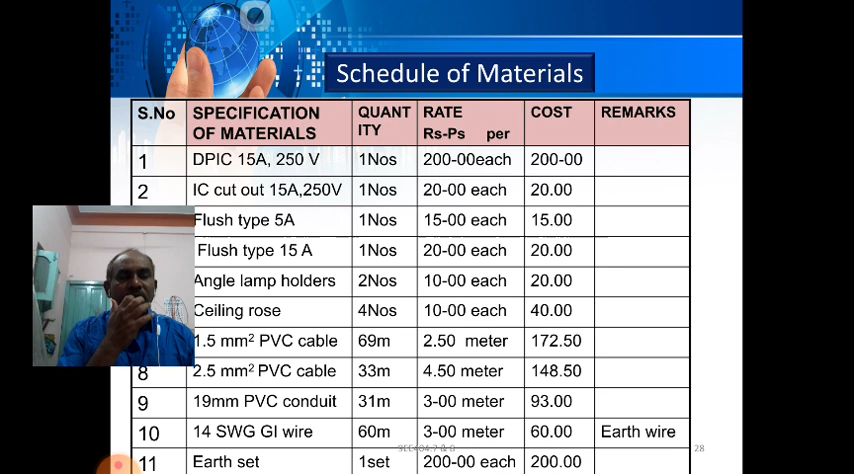 Schedule of Materials
S.No SPECIFICATION OF MATERIALS QUANT ITY RATE Rs-Ps per COST REMARKS
1 DPIC 15A, 250 V 1Nos 200-00each 200-00
2 IC cut out 15A,250V 1Nos 20-00 each 20.00
Flush type 5A 1Nos 15-00 each 15.00
Flush type 15 A 1Nos 20-00 each 20.00
Angle lamp holders 2Nos 10-00 each 20.00
Ceiling rose 4Nos 10-00 each 40.00
1.5 mm² PVC cable 69m 2.50 meter 172.50
8 2.5 mm² PVC cable 33m 4.50 meter 148.50
9 19mm PVC conduit 31m 3-00 meter 93.00
10 14 SWG GI wire 60m 3-00 meter 60.00 Earth wire
28
11 Earth set 1set 200-00 each 200.00